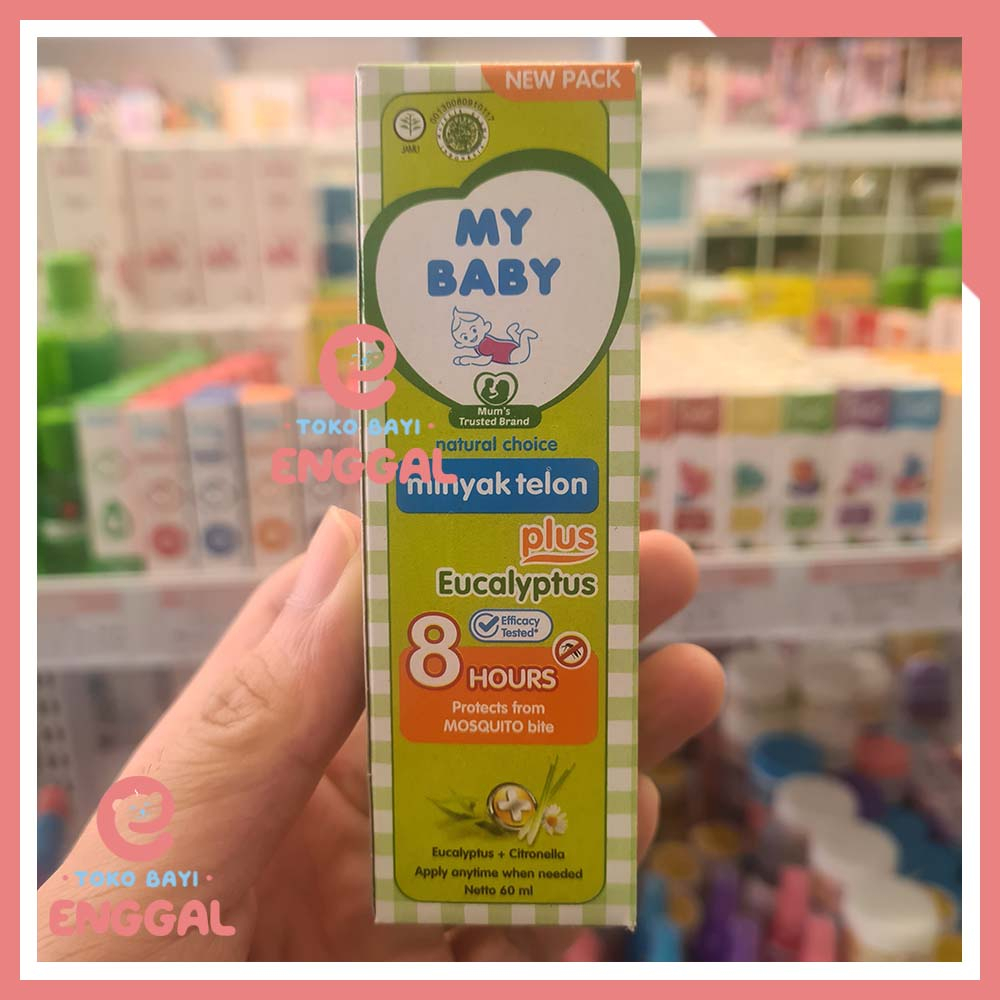 NEW PACK
00130080910117
JAMU
MY
BABY
Mum's
Trusted Brand
natural choice
minyak telon
plus
Eucalyptus
Efficacy
Tested*
8
HOURS
Protects from
MOSQUITO bite
Eucalyptus + Citronella
Apply anytime when needed
Netto 60 ml
e
· TOKO BAYI ·
ENGGAL
e
· TOKO BAYI ·
ENGGAL